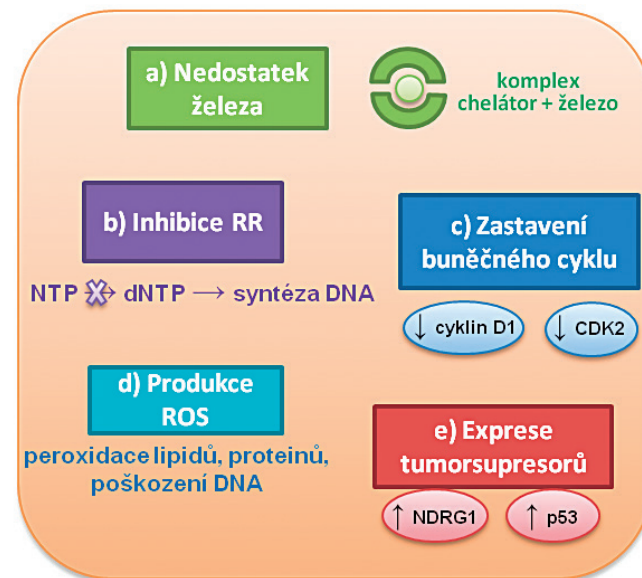 a) Nedostatek
železa
komplex
chelátor + železo
b) Inhibice RR
NTP → dNTP → syntéza DNA
c) Zastavení
buněčného cyklu
↓ cyklin D1
↓ CDK2
d) Produkce
ROS
peroxidace lipidů, proteinů,
poškození DNA
e) Exprese
tumorsupresorů
↑ NDRG1
↑ p53